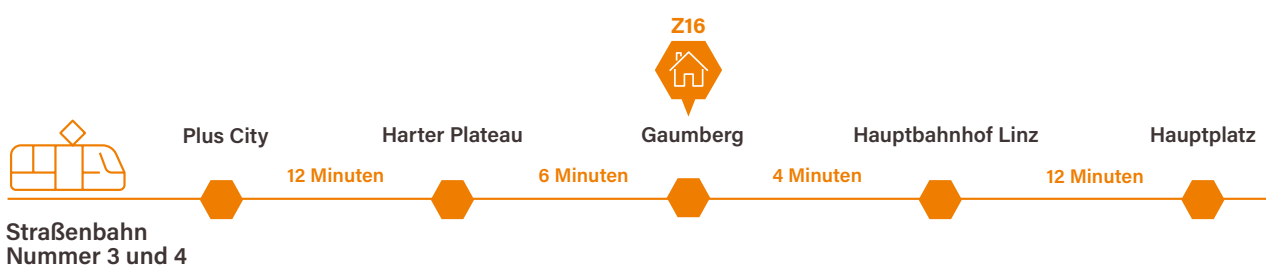 Z16
Plus City
Harter Plateau
Gaumberg
Hauptbahnhof Linz
Hauptplatz
12 Minuten
6 Minuten
4 Minuten
12 Minuten
Straßenbahn
Nummer 3 und 4